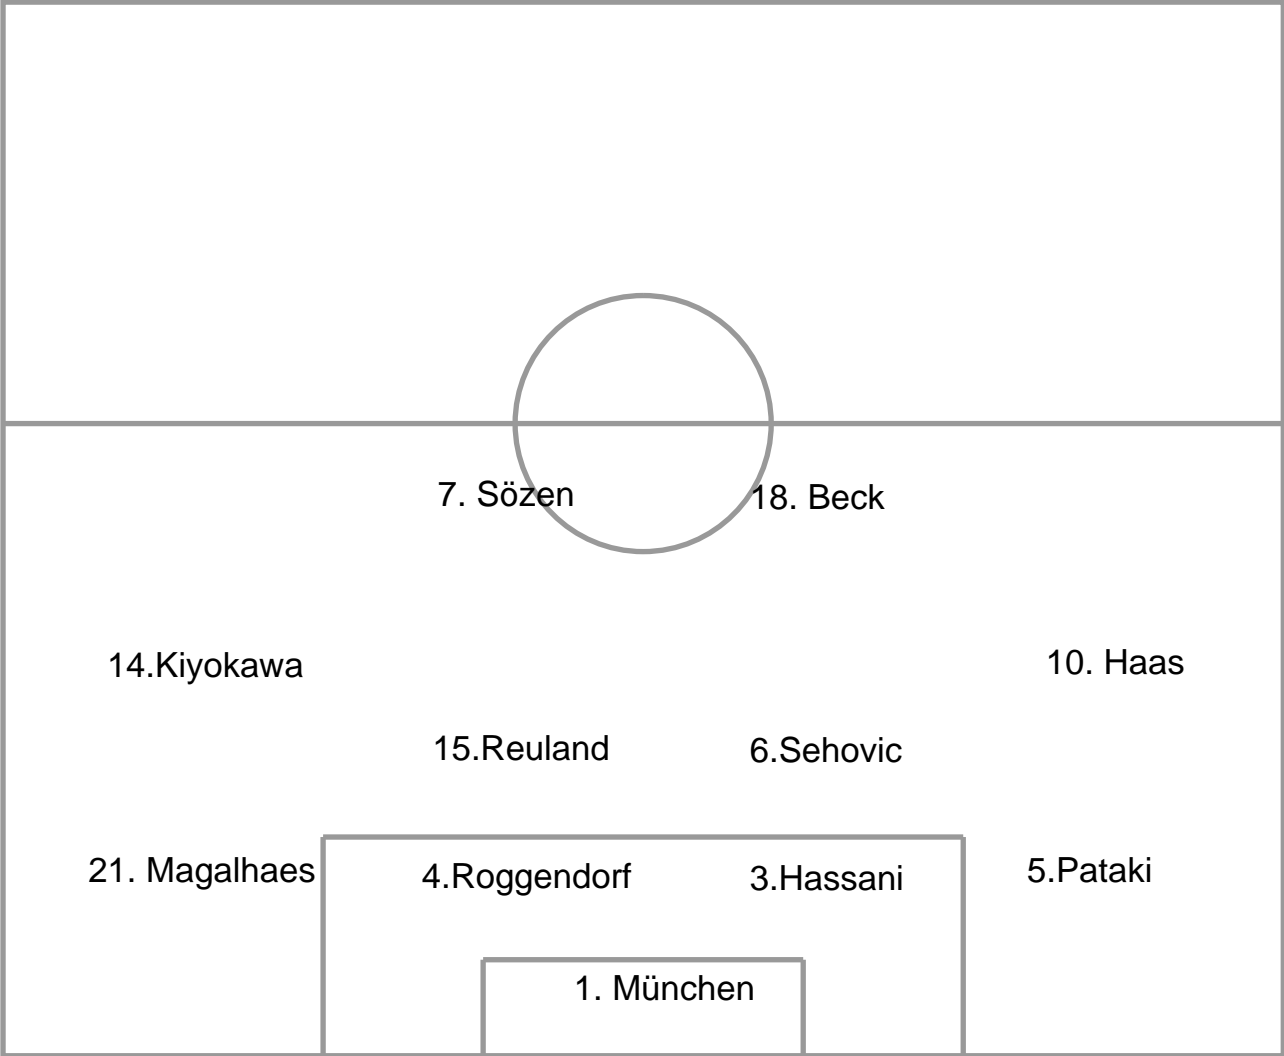 7. Sözen
18. Beck
14.Kiyokawa
10. Haas
15.Reuland
6.Sehovic
21. Magalhaes
4.Roggendorf
3.Hassani
5.Pataki
1. München